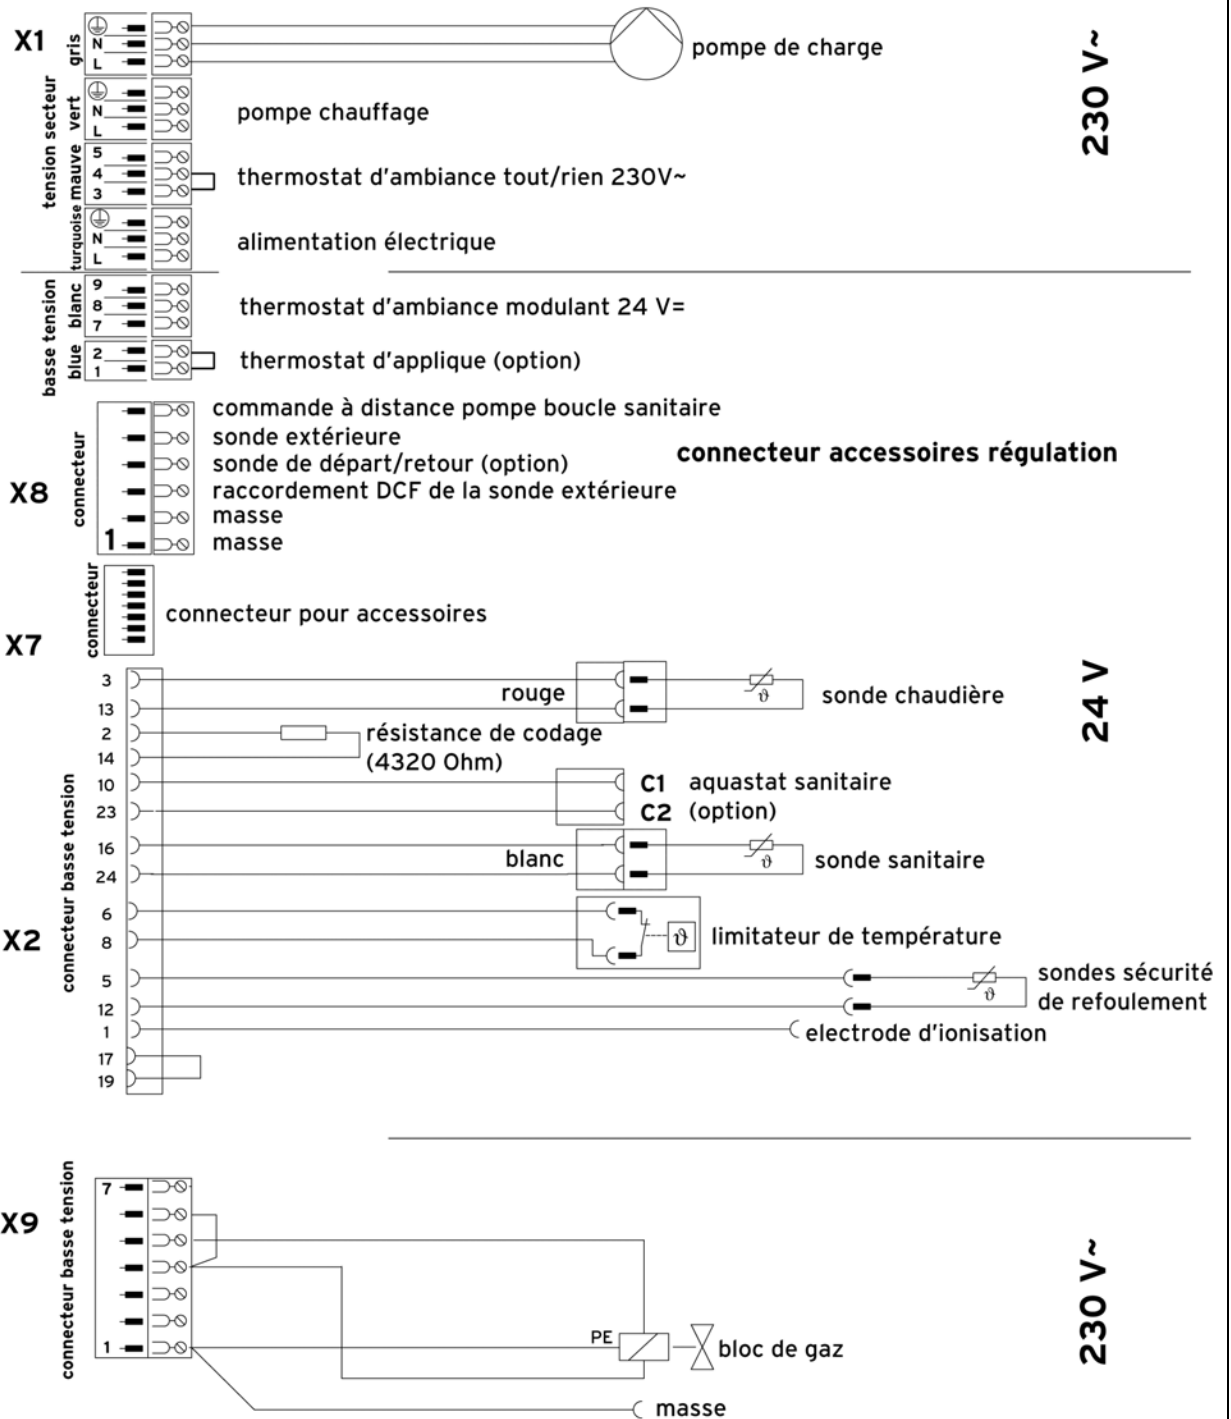 X1
gris
N
L
pompe de charge
230 V~
tension secteur
vert
N
L
pompe chauffage
mauve
5
4
3
thermostat d'ambiance tout/rien 230V~
turquoise
N
L
alimentation électrique
basse tension
blanc
9
8
7
thermostat d'ambiance modulant 24 V=
blue
2
1
thermostat d'applique (option)
X8
connecteur
1
commande à distance pompe boucle sanitaire
sonde extérieure
sonde de départ/retour (option)
raccordement DCF de la sonde extérieure
masse
masse
connecteur accessoires régulation
X7
connecteur
connecteur pour accessoires
24 V
X2
connecteur basse tension
3
13
rouge
ϑ
sonde chaudière
2
14
résistance de codage
(4320 Ohm)
10
23
C1 aquastat sanitaire
C2 (option)
16
24
blanc
ϑ
sonde sanitaire
6
8
ϑ
limitateur de température
5
12
ϑ
sondes sécurité
de refoulement
1
electrode d'ionisation
17
19
X9
connecteur basse tension
7
1
PE
bloc de gaz
masse
230 V~